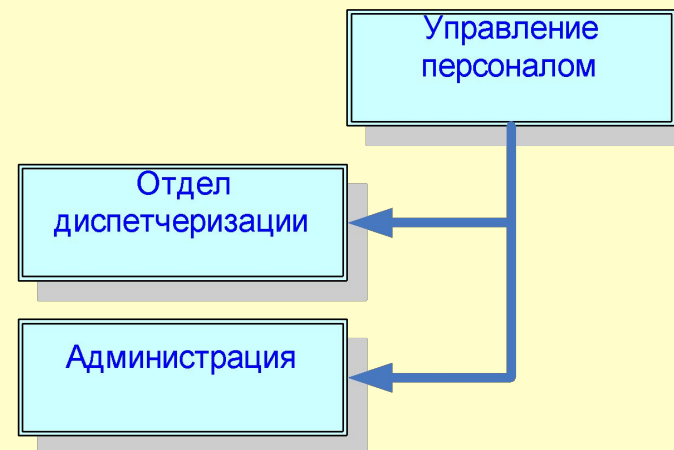 Управление
персоналом
Отдел
диспетчеризации
Администрация